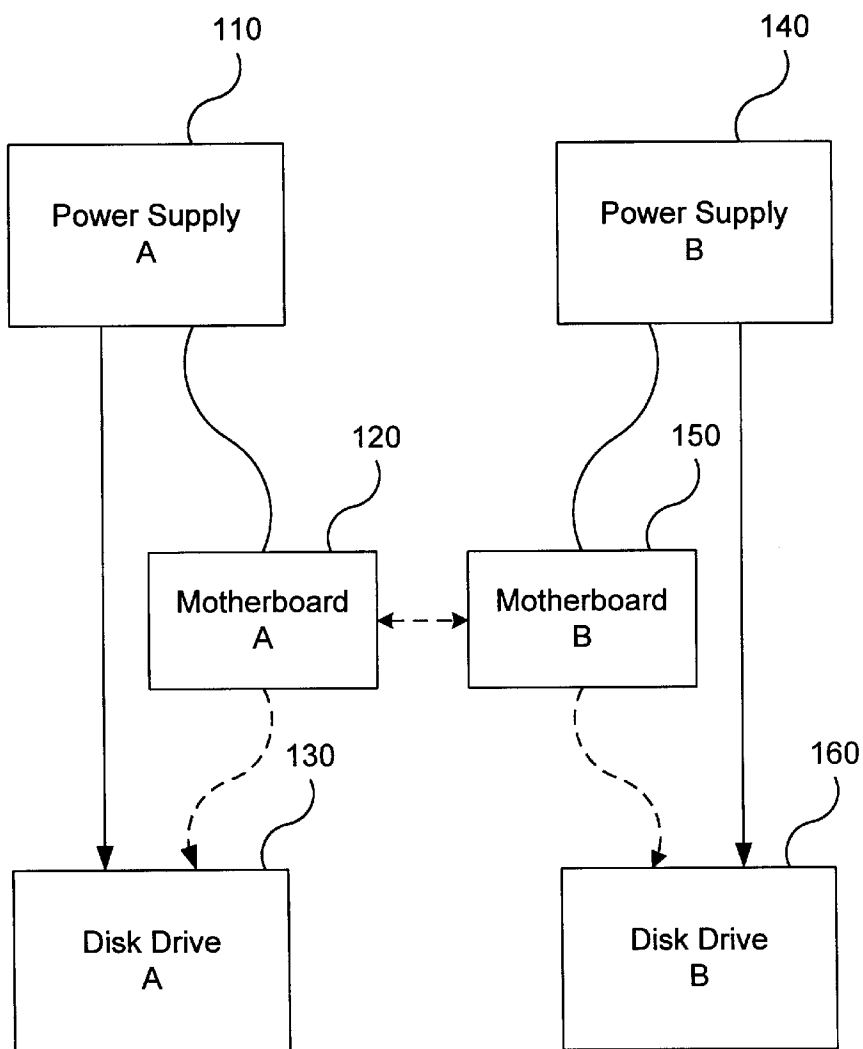 110
140
Power Supply
A
Power Supply
B
120
150
Motherboard
A
Motherboard
B
130
160
Disk Drive
A
Disk Drive
B